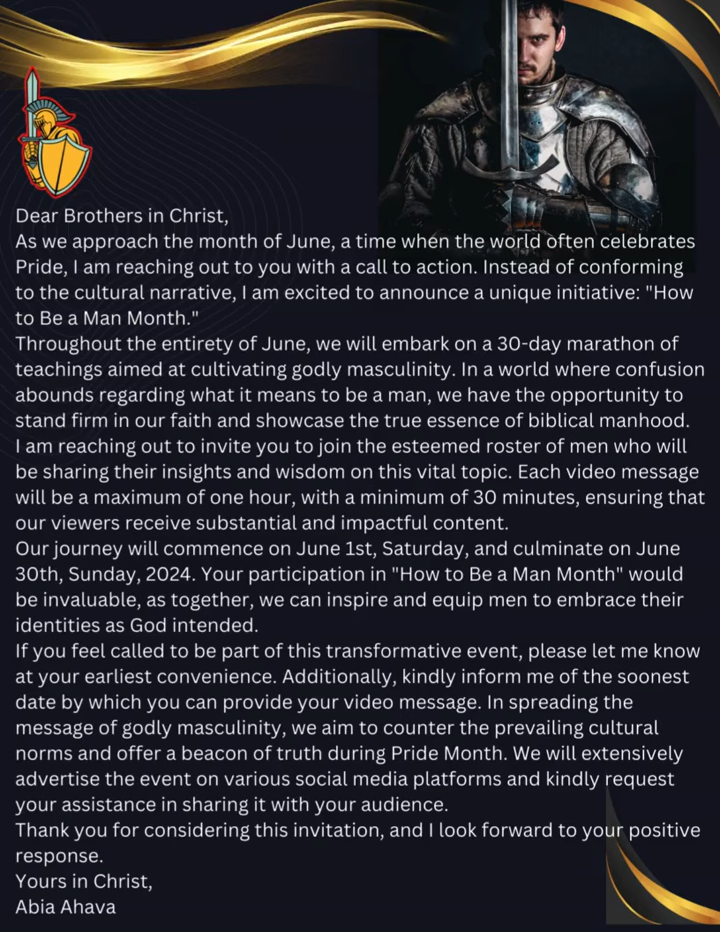 Dear Brothers in Christ,
As we approach the month of June, a time when the world often celebrates
Pride, I am reaching out to you with a call to action. Instead of conforming
to the cultural narrative, I am excited to announce a unique initiative: "How
to Be a Man Month."
Throughout the entirety of June, we will embark on a 30-day marathon of
teachings aimed at cultivating godly masculinity. In a world where confusion
abounds regarding what it means to be a man, we have the opportunity to
stand firm in our faith and showcase the true essence of biblical manhood.
I am reaching out to invite you to join the esteemed roster of men who will
be sharing their insights and wisdom on this vital topic. Each video message
will be a maximum of one hour, with a minimum of 30 minutes, ensuring that
our viewers receive substantial and impactful content.
Our journey will commence on June 1st, Saturday, and culminate on June
30th, Sunday, 2024. Your participation in "How to Be a Man Month" would
be invaluable, as together, we can inspire and equip men to embrace their
identities as God intended.
If you feel called to be part of this transformative event, please let me know
at your earliest convenience. Additionally, kindly inform me of the soonest
date by which you can provide your video message. In spreading the
message of godly masculinity, we aim to counter the prevailing cultural
norms and offer a beacon of truth during Pride Month. We will extensively
advertise the event on various social media platforms and kindly request
your assistance in sharing it with your audience.
Thank you for considering this invitation, and I look forward to your positive
response.
Yours in Christ,
Abia Ahava